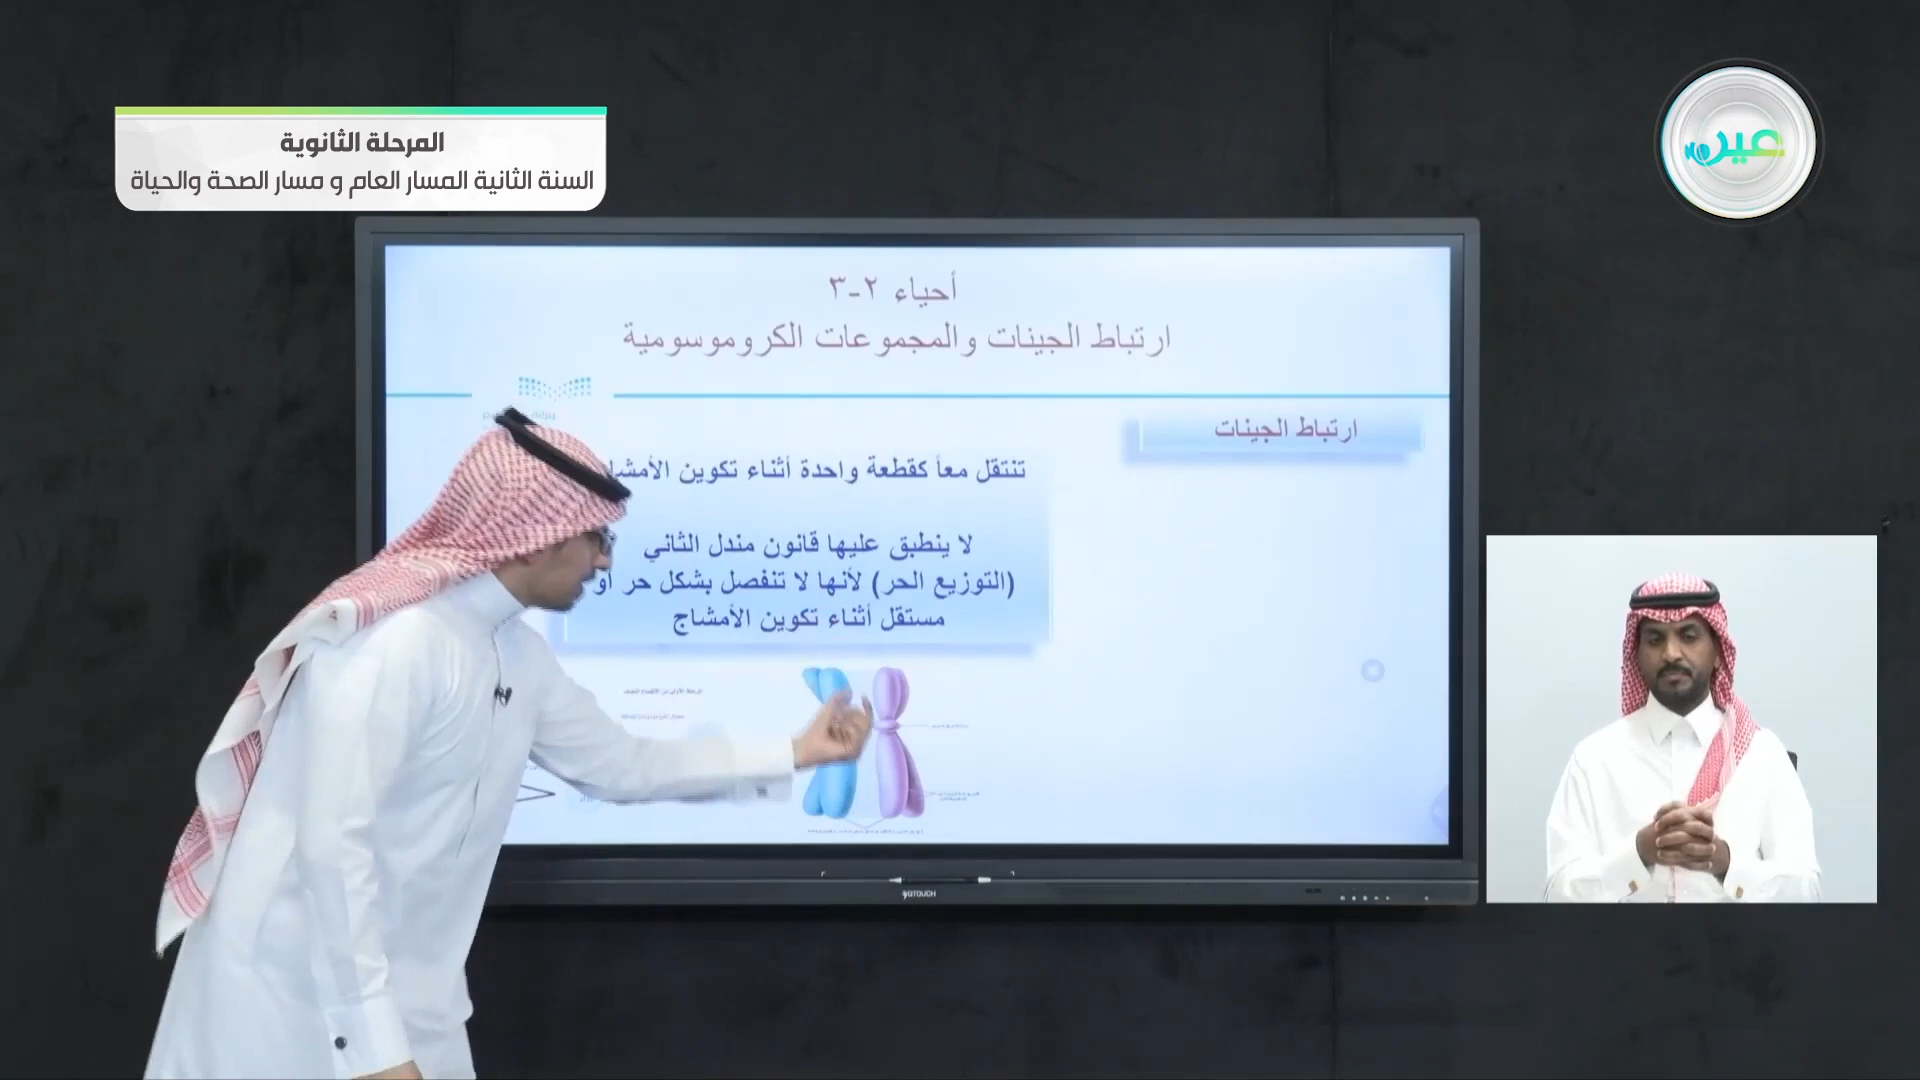 المرحلة الثانوية
السنة الثانية المسار العام و مسار الصحة والحياة
عين
أحياء ٢-٣
ارتباط الجينات والمجموعات الكروموسومية
ارتباط الجينات
تنتقل معاً كقطعة واحدة أثناء تكوين
لا ينطبق عليها قانون مندل الثاني
(التوزيع الحر) لأنها لا تنفصل بشكل حر أو
مستقل أثناء تكوين الأمشاج